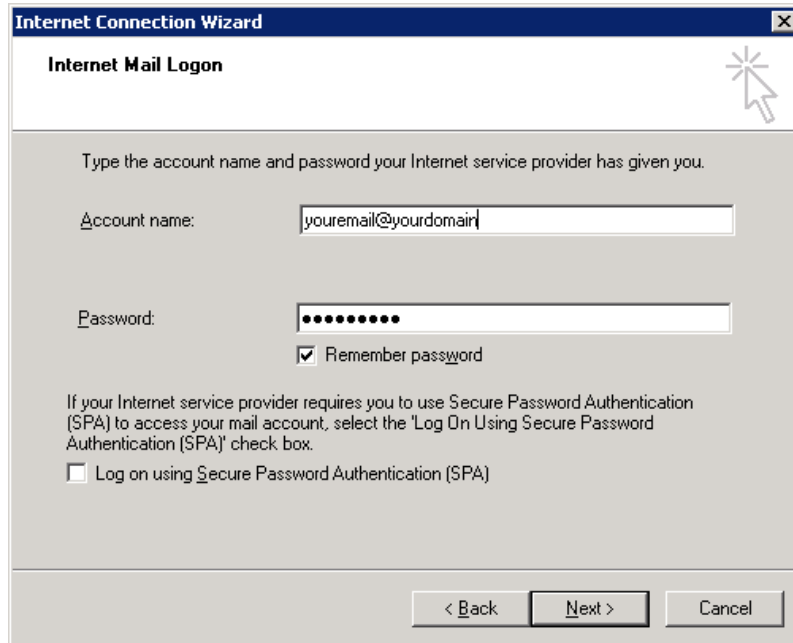 Internet Connection Wizard
Internet Mail Logon
Type the account name and password your Internet service provider has given you.
Account name: youremail@yourdomain
Password: •••••••••
Remember password
If your Internet service provider requires you to use Secure Password Authentication
(SPA) to access your mail account, select the 'Log On Using Secure Password
Authentication (SPA)' check box.
Log on using Secure Password Authentication (SPA)
< Back Next > Cancel